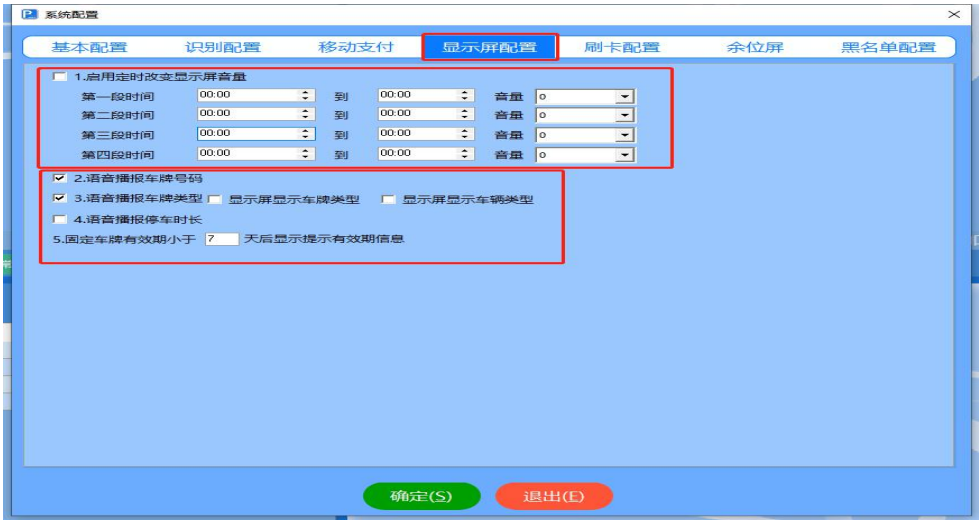 系统配置
基本配置 识别配置 移动支付 显示屏配置 刷卡配置 余位屏 黑名单配置
1.启用定时改变显示屏音量
第一段时间 00:00 到 00:00 音量 0
第二段时间 00:00 到 00:00 音量 0
第三段时间 00:00 到 00:00 音量 0
第四段时间 00:00 到 00:00 音量 0
2.语音播报车牌号码
3.语音播报车牌类型 显示屏显示车牌类型 显示屏显示车辆类型
4.语音播报停车时长
5.固定车牌有效期小于 7 天后显示提示有效期信息
确定(S) 退出(E)